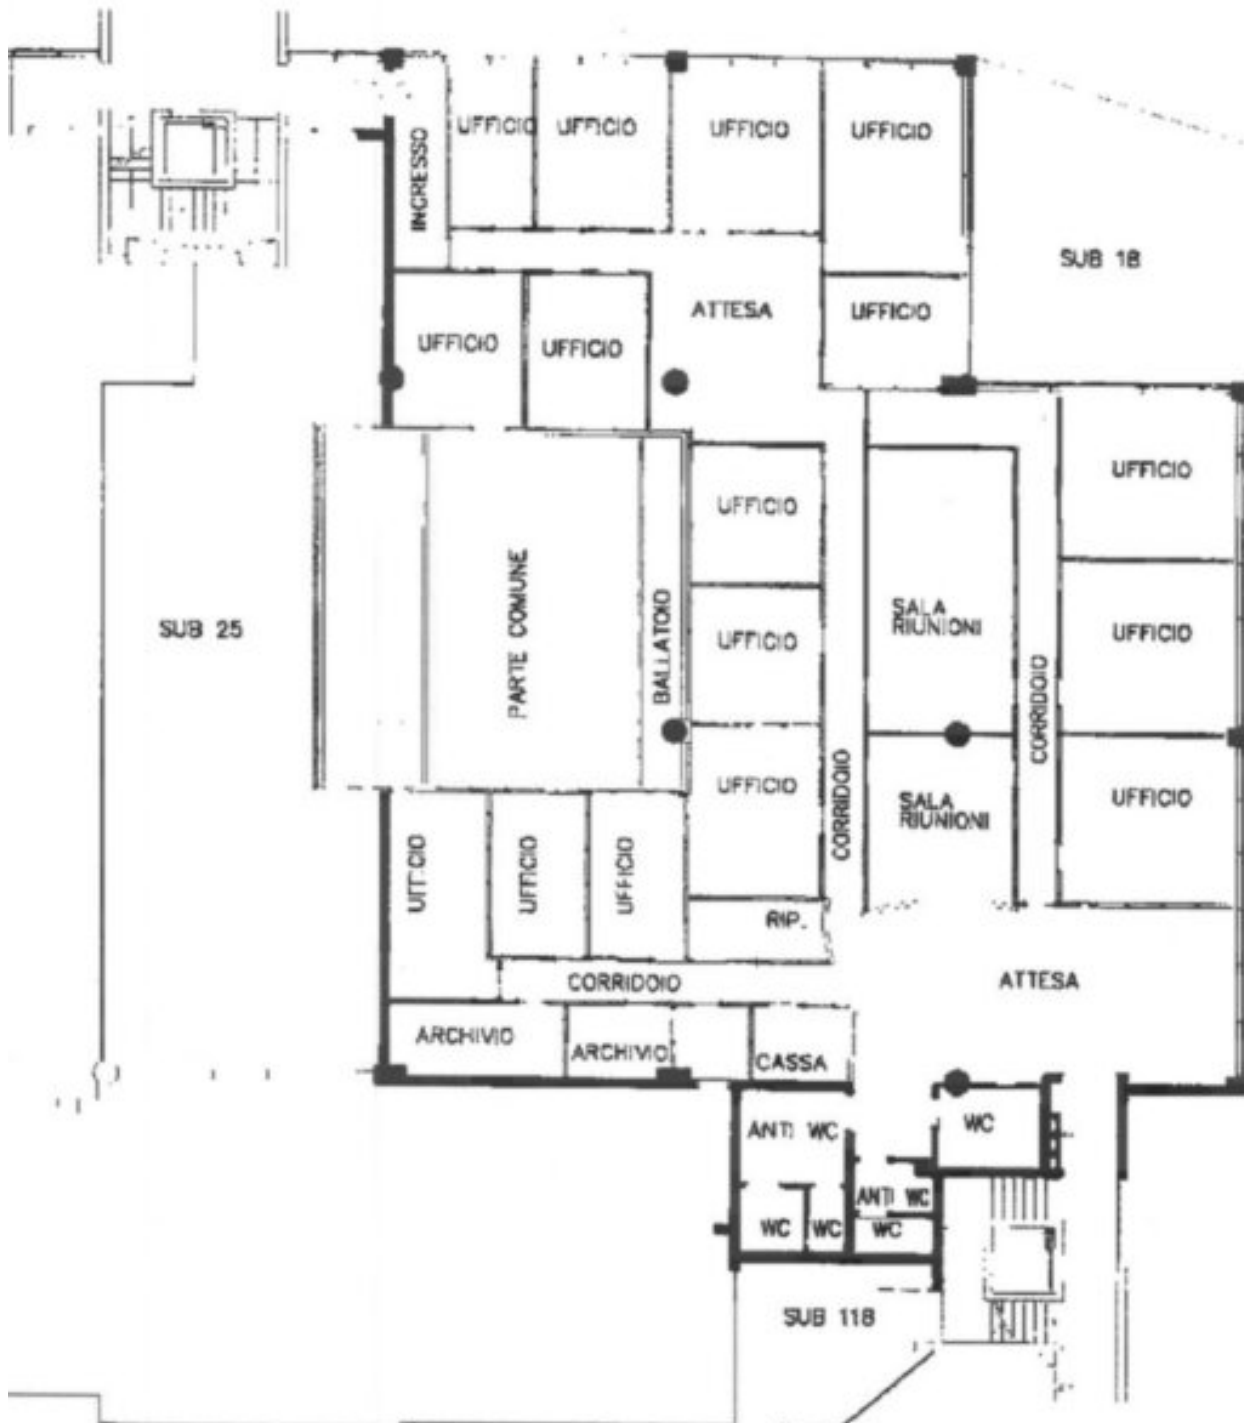 UFFICIO
UFFICIO
UFFICIO
UFFICIO
INGRESSO
SUB 18
ATTESA
UFFICIO
UFFICIO
UFFICIO
UFFICIO
UFFICIO
SUB 25
PARTE COMUNE
BALLATOIO
UFFICIO
SALA
RIUNIONI
UFFICIO
CORRIDOIO
UFFICIO
CORRIDOIO
SALA
RIUNIONI
UFFICIO
UFFICIO
UFFICIO
UFFICIO
RIP.
CORRIDOIO
ATTESA
ARCHIVIO
ARCHIVIO
CASSA
ANTI WC
WC
ANTI WC
WC
WC
WC
SUB 118